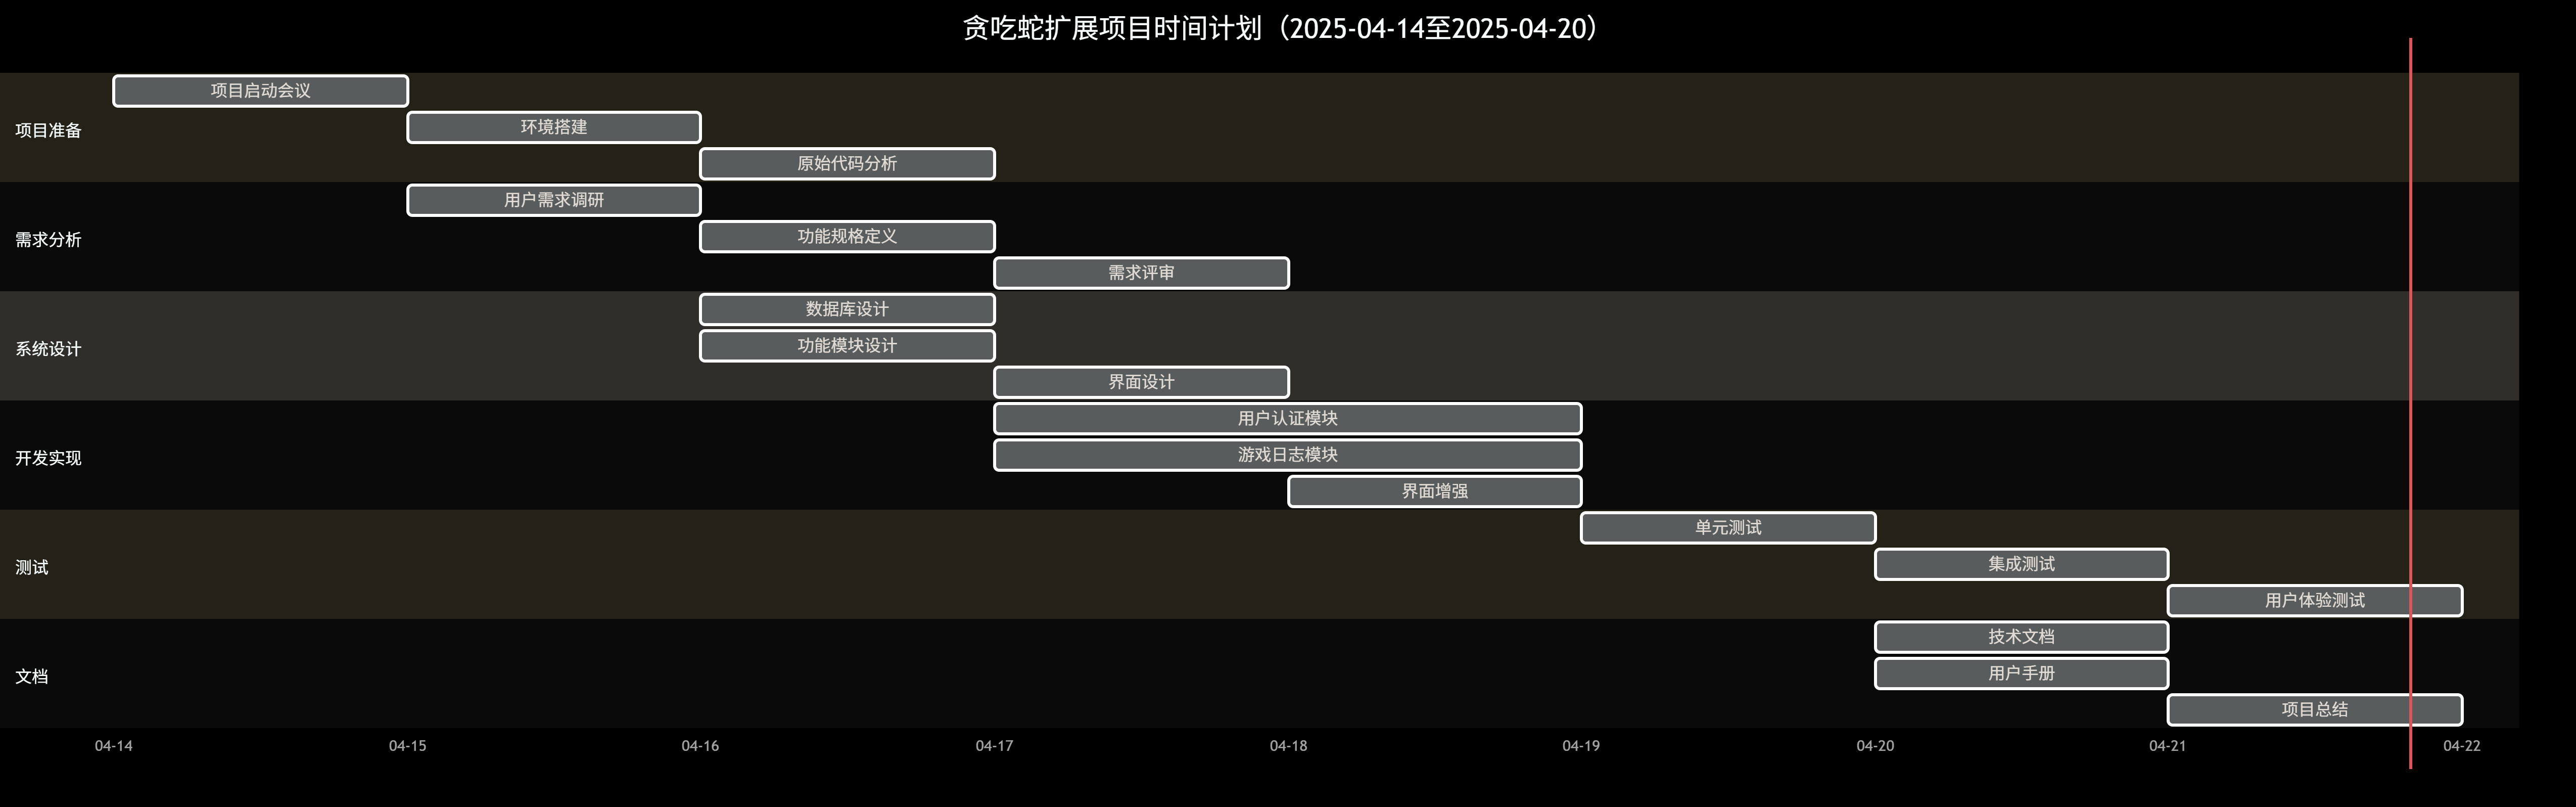 贪吃蛇扩展项目时间计划（2025-04-14至2025-04-20）
项目准备
项目启动会议
环境搭建
原始代码分析
需求分析
用户需求调研
功能规格定义
需求评审
系统设计
数据库设计
功能模块设计
界面设计
开发实现
用户认证模块
游戏日志模块
界面增强
测试
单元测试
集成测试
用户体验测试
文档
技术文档
用户手册
项目总结
04-14 04-15 04-16 04-17 04-18 04-19 04-20 04-21 04-22